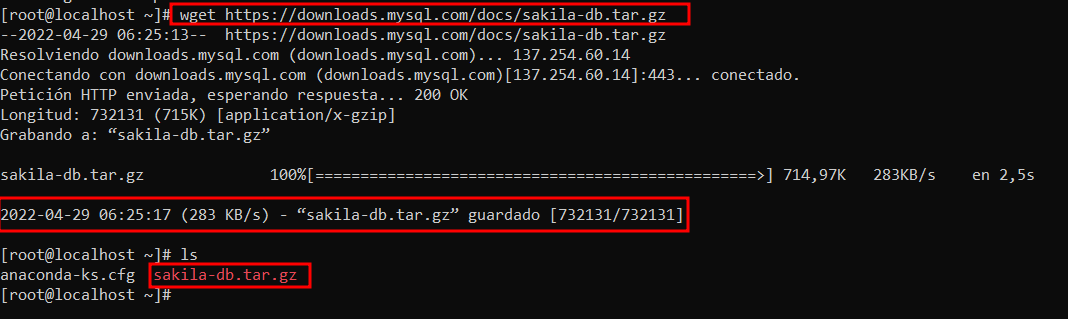 [root@localhost ~]# wget https://downloads.mysql.com/docs/sakila-db.tar.gz
--2022-04-29 06:25:13--  https://downloads.mysql.com/docs/sakila-db.tar.gz
Resolviendo downloads.mysql.com (downloads.mysql.com)... 137.254.60.14
Conectando con downloads.mysql.com (downloads.mysql.com)[137.254.60.14]:443... conectado.
Petición HTTP enviada, esperando respuesta... 200 OK
Longitud: 732131 (715K) [application/x-gzip]
Grabando a: “sakila-db.tar.gz”
sakila-db.tar.gz              100%[=================================================>] 714,97K   283KB/s    en 2,5s
2022-04-29 06:25:17 (283 KB/s) - “sakila-db.tar.gz” guardado [732131/732131]
[root@localhost ~]# ls
anaconda-ks.cfg  sakila-db.tar.gz
[root@localhost ~]#